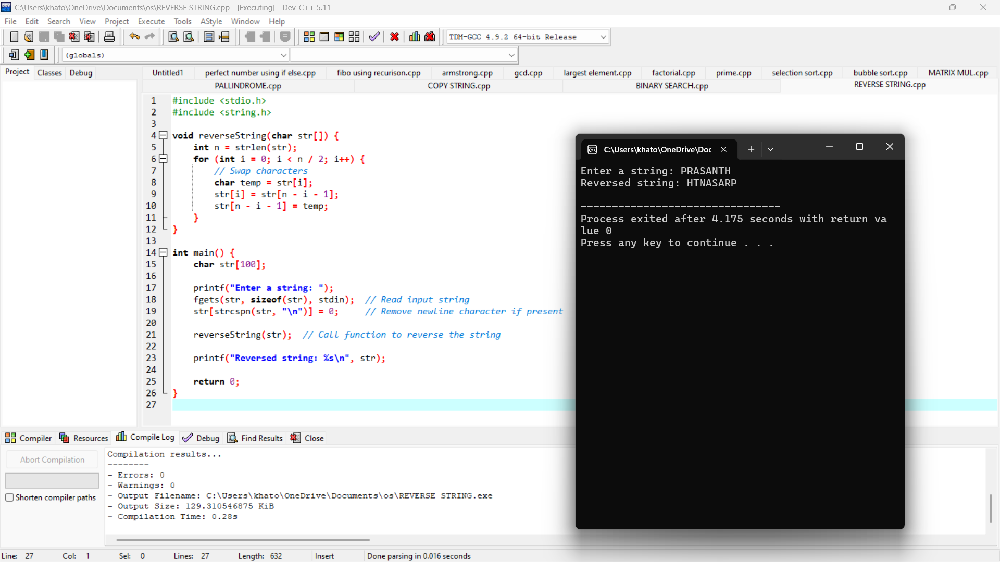 C:\Users\khato\OneDrive\Documents\os\REVERSE STRING.cpp - [Executing] - Dev-C++ 5.11
File Edit Search View Project Execute Tools AStyle Window Help
TDM-GCC 4.9.2 64-bit Release
(globals)
Project Classes Debug
Untitled1 perfect number using if else.cpp fibo using recurison.cpp armstrong.cpp gcd.cpp largest element.cpp factorial.cpp prime.cpp selection sort.cpp bubble sort.cpp MATRIX MUL.cpp
PALLINDROME.cpp COPY STRING.cpp BINARY SEARCH.cpp REVERSE STRING.cpp
1 #include <stdio.h>
2 #include <string.h>
3
4 void reverseString(char str[]) {
5 int n = strlen(str);
6 for (int i = 0; i < n / 2; i++) {
7 // Swap characters
8 char temp = str[i];
9 str[i] = str[n - i - 1];
10 str[n - i - 1] = temp;
11 }
12 }
13
14 int main() {
15 char str[100];
16
17 printf("Enter a string: ");
18 fgets(str, sizeof(str), stdin); // Read input string
19 str[strcspn(str, "\n")] = 0; // Remove newline character if present
20
21 reverseString(str); // Call function to reverse the string
22
23 printf("Reversed string: %s\n", str);
24
25 return 0;
26 }
27
C:\Users\khato\OneDrive\Doc
Enter a string: PRASANTH
Reversed string: HTNASARP
--------------------------------
Process exited after 4.175 seconds with return va
lue 0
Press any key to continue . . .
Compiler Resources Compile Log Debug Find Results Close
Abort Compilation
Shorten compiler paths
Compilation results...
--------
- Errors: 0
- Warnings: 0
- Output Filename: C:\Users\khato\OneDrive\Documents\os\REVERSE STRING.exe
- Output Size: 129.310546875 KiB
- Compilation Time: 0.28s
Line: 27 Col: 1 Sel: 0 Lines: 27 Length: 632 Insert Done parsing in 0.016 seconds